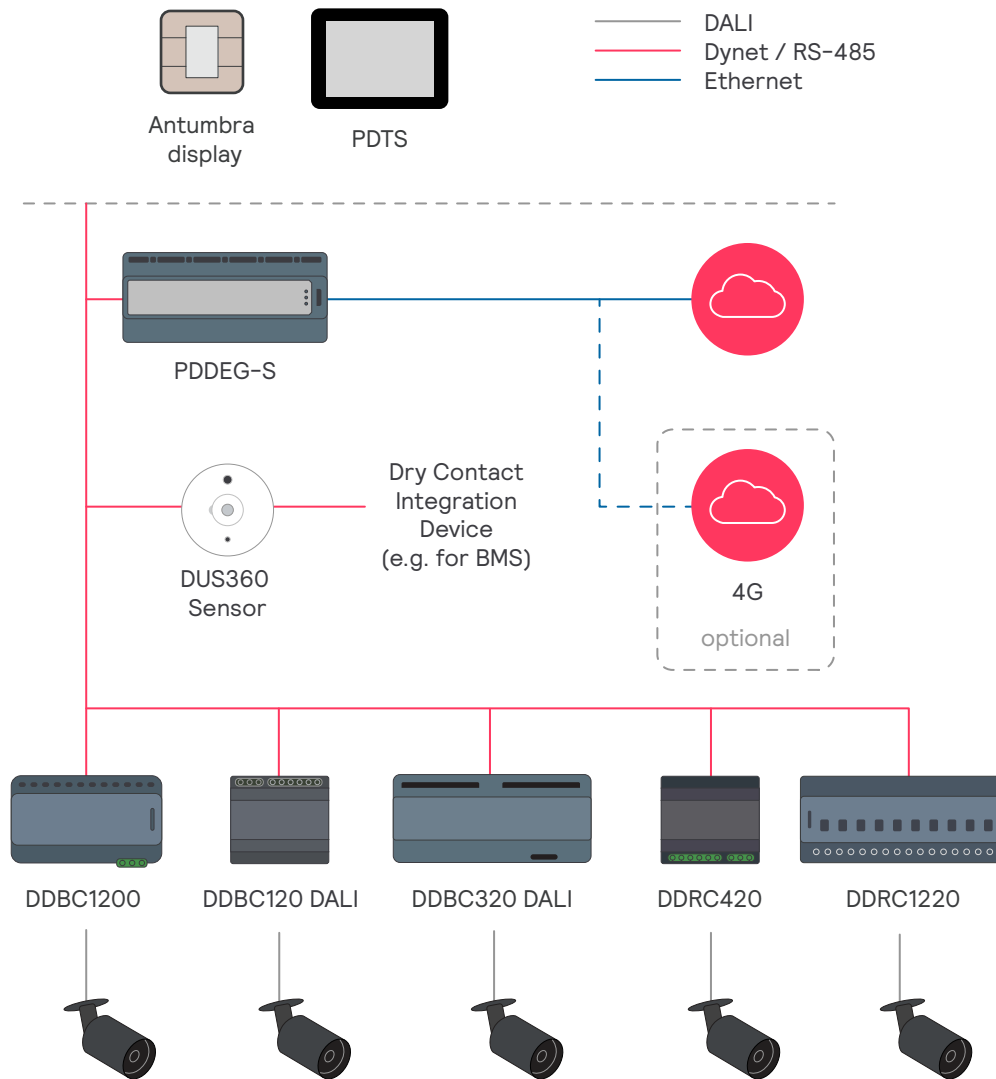 DALI
Dynet / RS-485
Ethernet
Antumbra
display
PDTS
PDDEG-S
Dry Contact
Integration
Device
(e.g. for BMS)
DUS360
Sensor
4G
optional
DDBC1200
DDBC120 DALI
DDBC320 DALI
DDRC420
DDRC1220